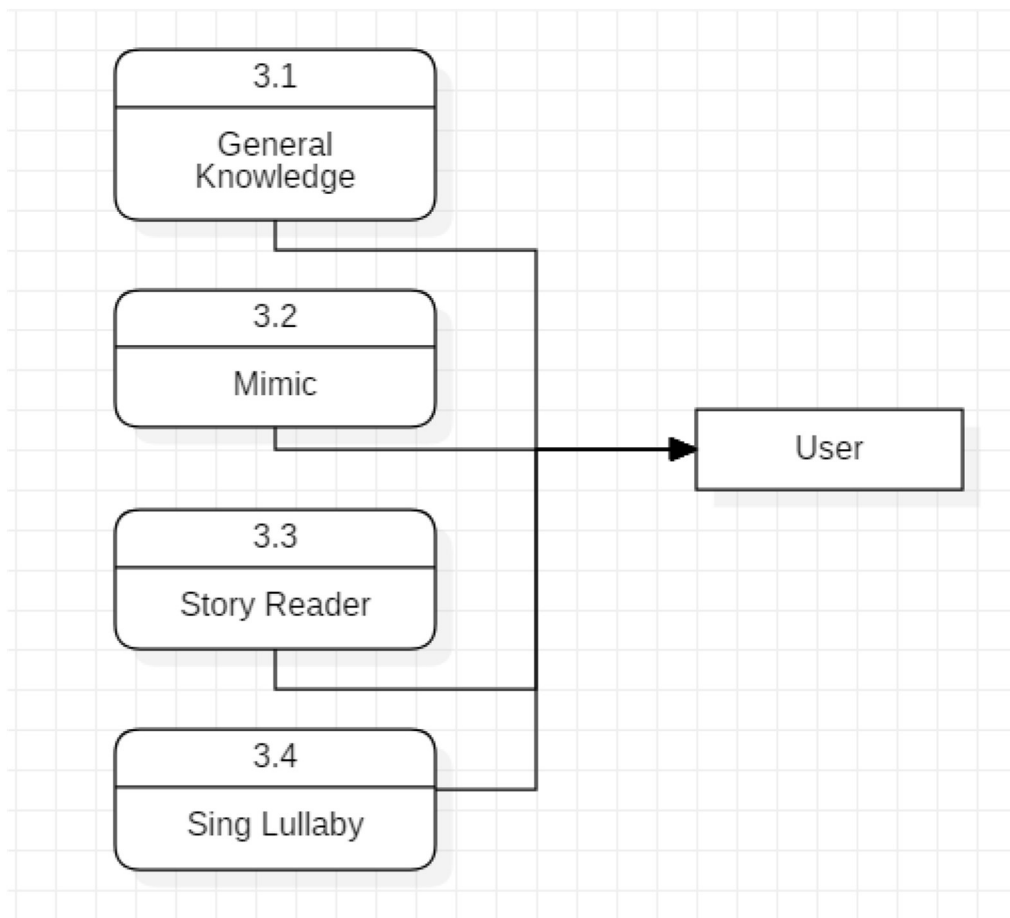 3.1
General
Knowledge
3.2
Mimic
User
3.3
Story Reader
3.4
Sing Lullaby